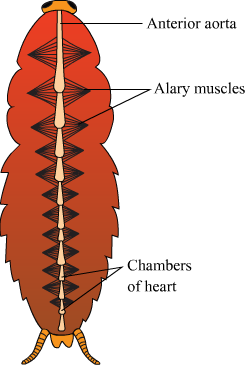 Anterior aorta
Alary muscles
Chambers
of heart